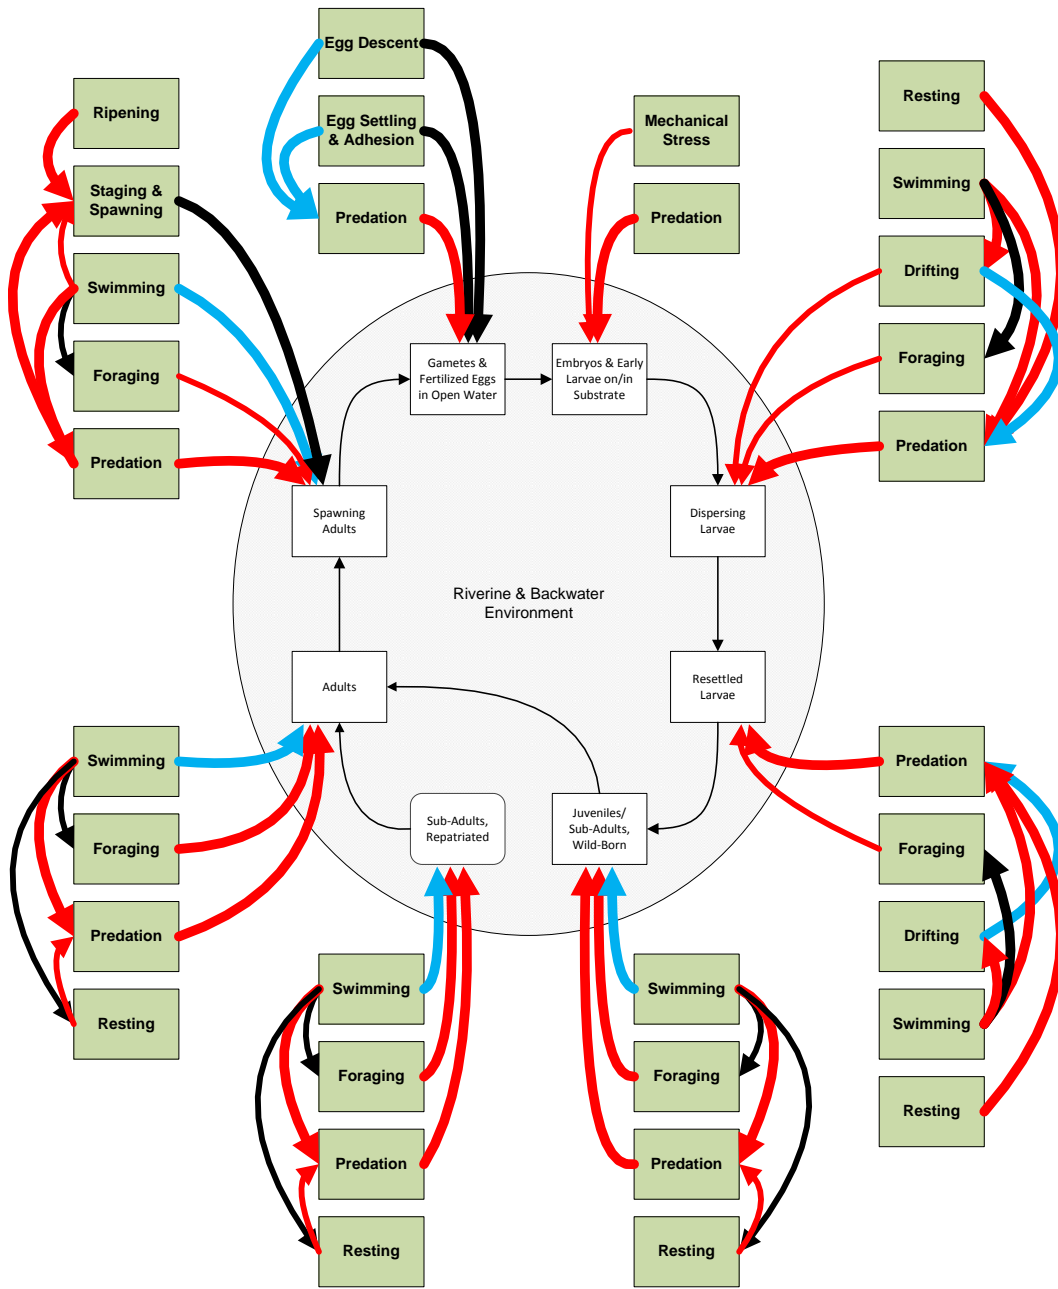 Egg Descent
Egg Settling
& Adhesion
Predation
Mechanical
Stress
Predation
Ripening
Staging &
Spawning
Swimming
Foraging
Predation
Resting
Swimming
Drifting
Foraging
Predation
Gametes &
Fertilized Eggs
in Open Water
Embryos & Early
Larvae on/in
Substrate
Spawning
Adults
Dispersing
Larvae
Riverine & Backwater
Environment
Adults
Resettled
Larvae
Sub-Adults,
Repatriated
Juveniles/
Sub-Adults,
Wild-Born
Swimming
Foraging
Predation
Resting
Predation
Foraging
Drifting
Swimming
Resting
Swimming
Foraging
Predation
Resting
Swimming
Foraging
Predation
Resting